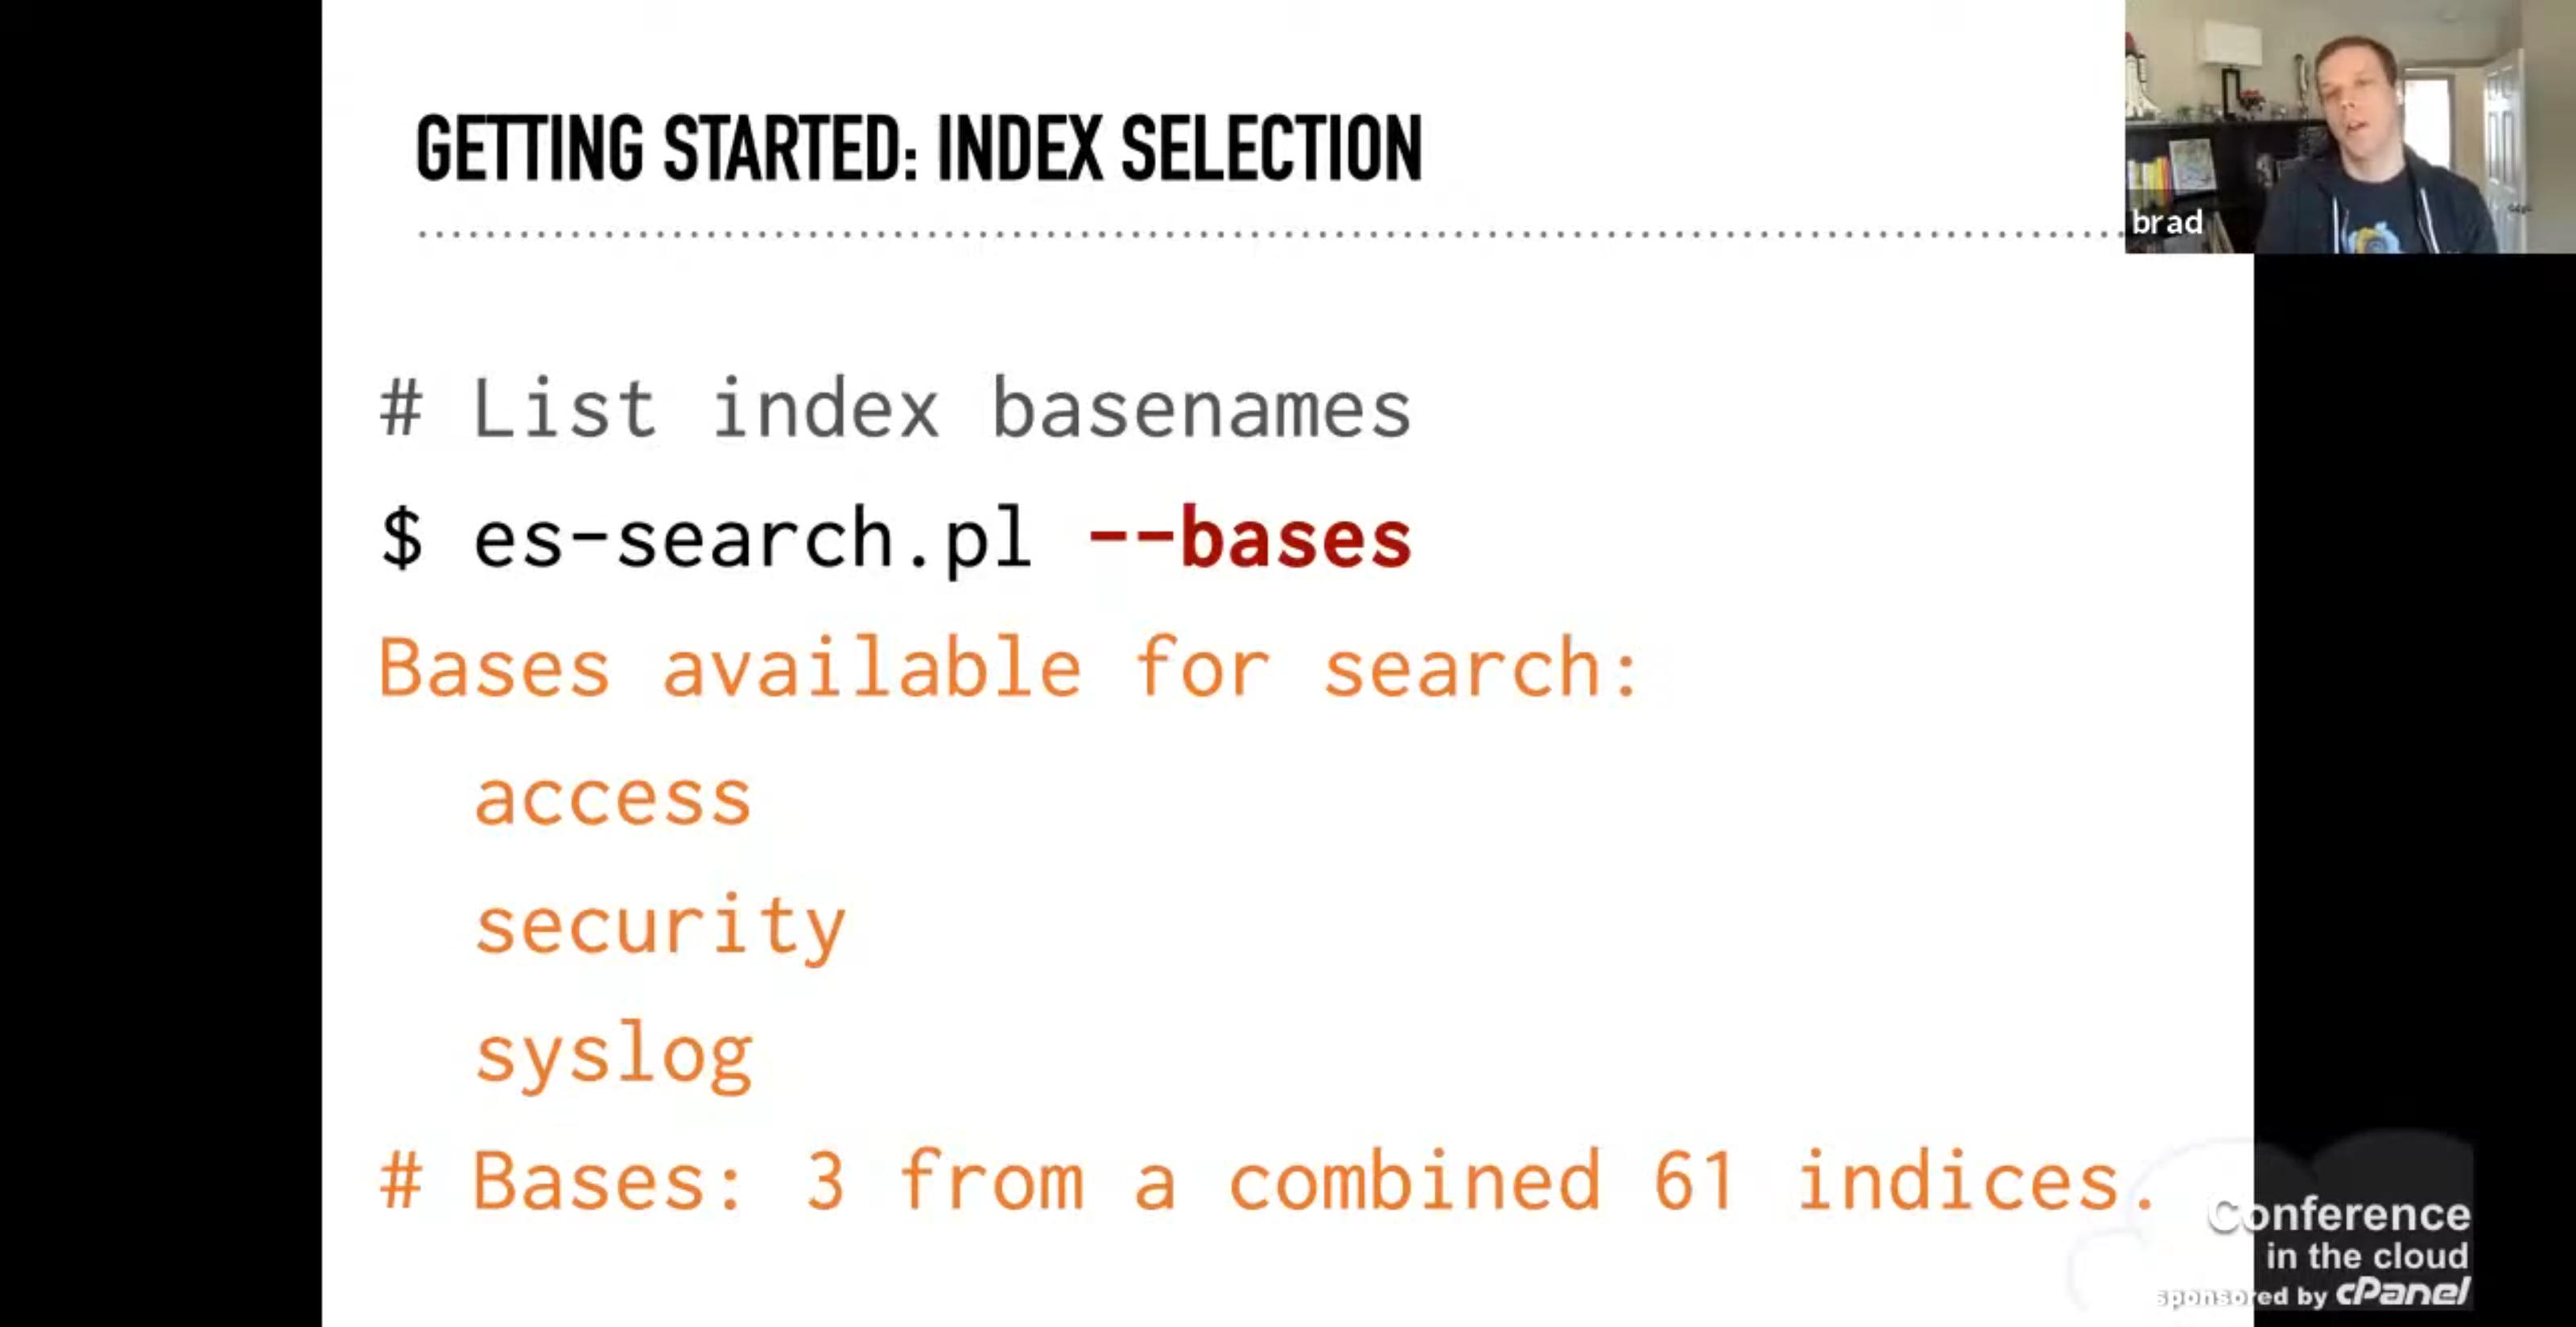 GETTING STARTED: INDEX SELECTION
brad
# List index basenames
$ es-search.pl --bases
Bases available for search:
access
security
syslog
# Bases: 3 from a combined 61 indices.
Conference
in the cloud
sponsored by cPanel